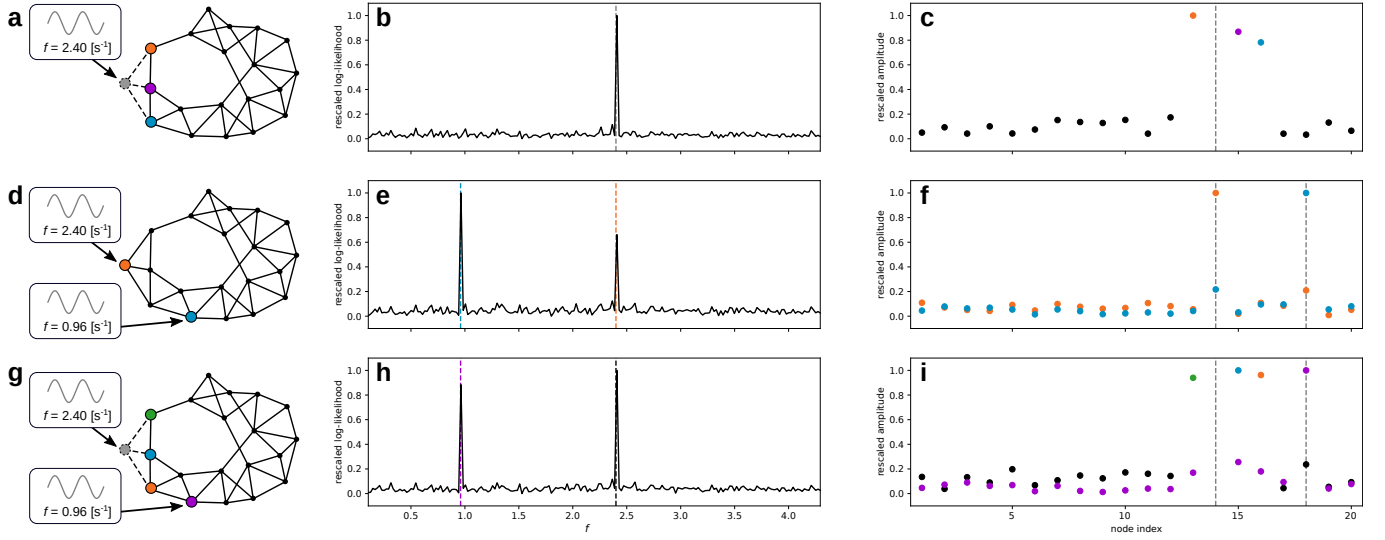 a
f = 2.40 [s⁻¹]
b
rescaled log-likelihood
1.0
0.8
0.6
0.4
0.2
0.0
c
rescaled amplitude
1.0
0.8
0.6
0.4
0.2
0.0
d
f = 2.40 [s⁻¹]
f = 0.96 [s⁻¹]
e
rescaled log-likelihood
1.0
0.8
0.6
0.4
0.2
0.0
f
rescaled amplitude
1.0
0.8
0.6
0.4
0.2
0.0
g
f = 2.40 [s⁻¹]
f = 0.96 [s⁻¹]
h
rescaled log-likelihood
1.0
0.8
0.6
0.4
0.2
0.0
0.5 1.0 1.5 2.0 2.5 3.0 3.5 4.0
f
i
rescaled amplitude
1.0
0.8
0.6
0.4
0.2
0.0
5 10 15 20
node index